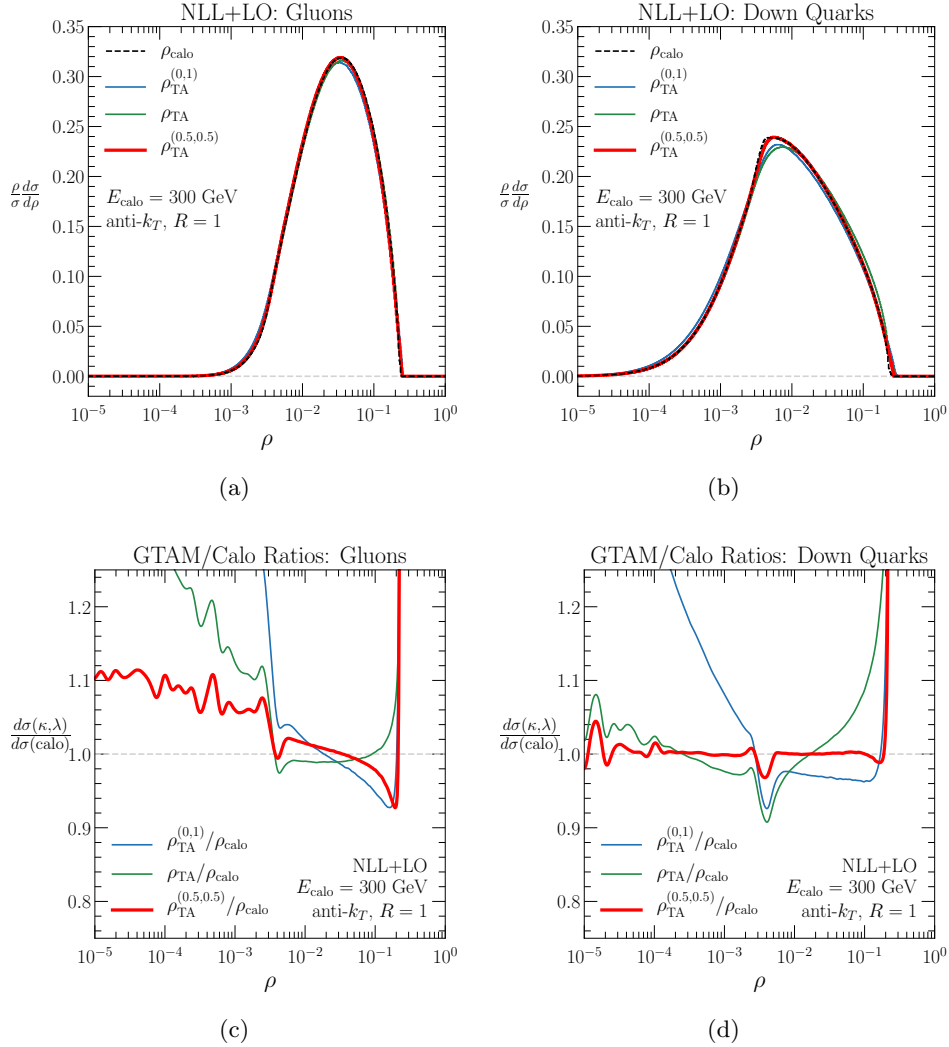 NLL+LO: Gluons
0.35
0.30
0.25
0.20
0.15
0.10
0.05
0.00
ρ/σ dσ/dρ
ρ_calo
ρ_TA^(0,1)
ρ_TA
ρ_TA^(0.5,0.5)
E_calo = 300 GeV
anti-k_T, R = 1
10^−5 10^−4 10^−3 10^−2 10^−1 10^0
ρ
(a)
NLL+LO: Down Quarks
0.35
0.30
0.25
0.20
0.15
0.10
0.05
0.00
ρ/σ dσ/dρ
ρ_calo
ρ_TA^(0,1)
ρ_TA
ρ_TA^(0.5,0.5)
E_calo = 300 GeV
anti-k_T, R = 1
10^−5 10^−4 10^−3 10^−2 10^−1 10^0
ρ
(b)
GTAM/Calo Ratios: Gluons
1.2
1.1
1.0
0.9
0.8
dσ(κ,λ)/dσ(calo)
ρ_TA^(0,1)/ρ_calo
ρ_TA/ρ_calo
ρ_TA^(0.5,0.5)/ρ_calo
NLL+LO
E_calo = 300 GeV
anti-k_T, R = 1
10^−5 10^−4 10^−3 10^−2 10^−1 10^0
ρ
(c)
GTAM/Calo Ratios: Down Quarks
1.2
1.1
1.0
0.9
0.8
dσ(κ,λ)/dσ(calo)
ρ_TA^(0,1)/ρ_calo
ρ_TA/ρ_calo
ρ_TA^(0.5,0.5)/ρ_calo
NLL+LO
E_calo = 300 GeV
anti-k_T, R = 1
10^−5 10^−4 10^−3 10^−2 10^−1 10^0
ρ
(d)